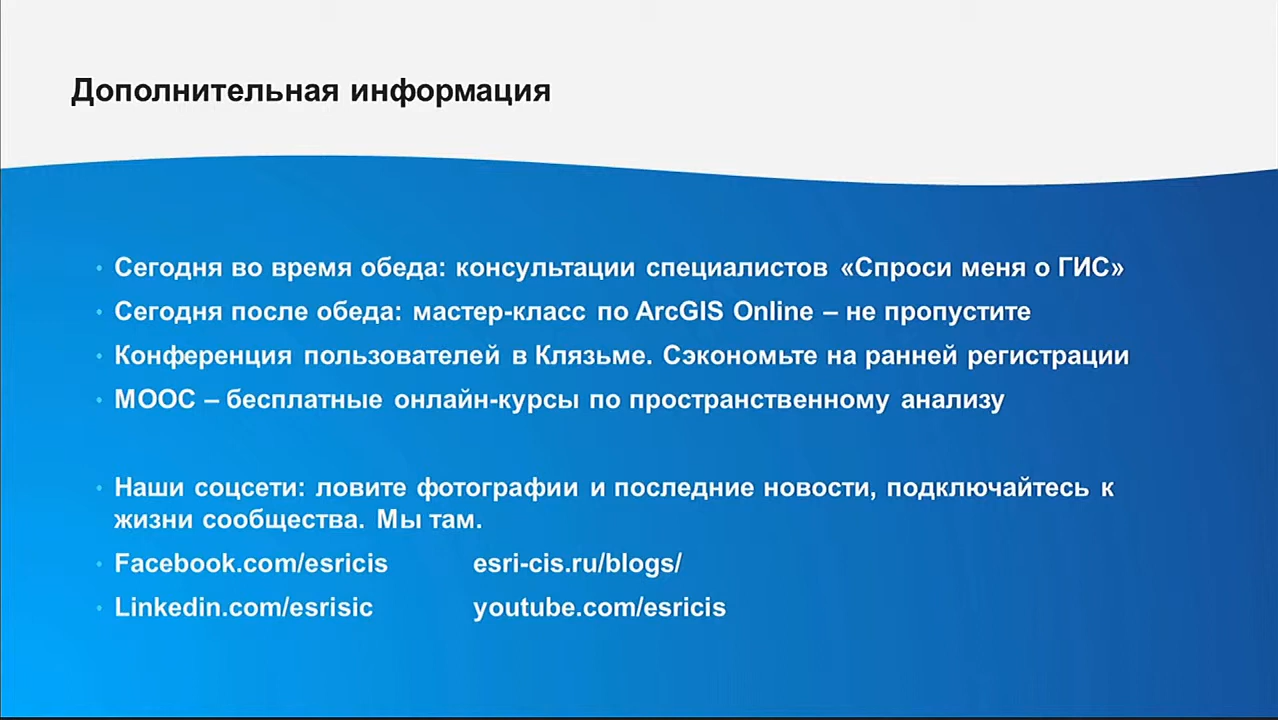 Дополнительная информация
Сегодня во время обеда: консультации специалистов «Спроси меня о ГИС»
Сегодня после обеда: мастер-класс по ArcGIS Online – не пропустите
Конференция пользователей в Клязьме. Сэкономьте на ранней регистрации
МООС – бесплатные онлайн-курсы по пространственному анализу
Наши соцсети: ловите фотографии и последние новости, подключайтесь к
жизни сообщества. Мы там.
Facebook.com/esricis esri-cis.ru/blogs/
Linkedin.com/esrisic youtube.com/esricis